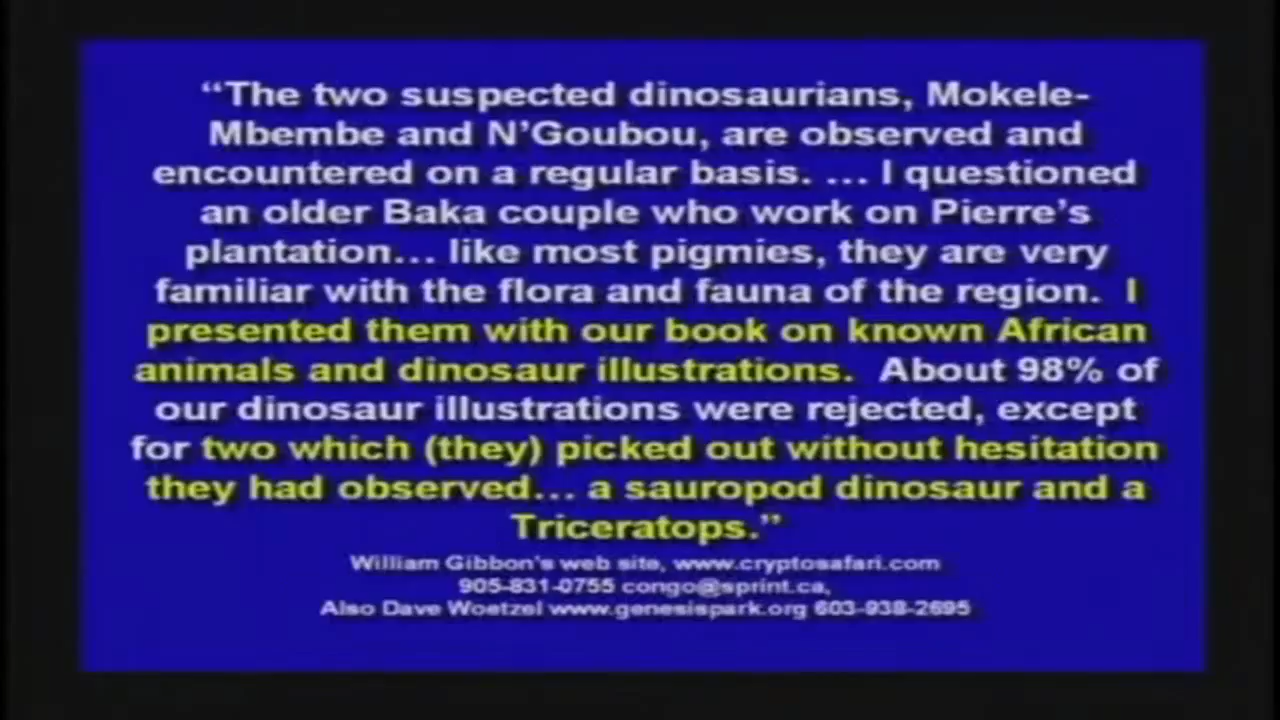 “The two suspected dinosaurians, Mokele-
Mbembe and N’Goubou, are observed and
encountered on a regular basis. ... I questioned
an older Baka couple who work on Pierre’s
plantation... like most pigmies, they are very
familiar with the flora and fauna of the region. I
presented them with our book on known African
animals and dinosaur illustrations. About 98% of
our dinosaur illustrations were rejected, except
for two which (they) picked out without hesitation
they had observed... a sauropod dinosaur and a
Triceratops.”
William Gibbon's web site, www.cryptosafari.com
905-831-0755 congo@sprint.ca,
Also Dave Woetzel www.genesispark.org 603-938-2695